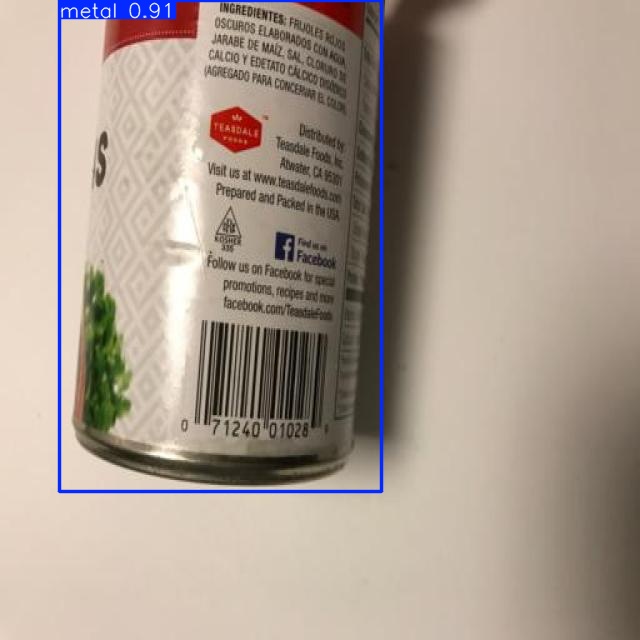 metal 0.91
INGREDIENTES: FRIJOLES ROJOS
OSCUROS ELABORADOS CON AGUA,
JARABE DE MAÍZ, SAL, CLORURO DE
CALCIO Y EDETATO CÁLCICO DISÓDICO
(AGREGADO PARA CONSERVAR EL COLOR).
TEASDALE
FOODS
™
Distributed by:
Teasdale Foods, Inc.
Atwater, CA 95301
Visit us at www.teasdalefoods.com
Prepared and Packed in the USA
KOSHER
Find us on
Facebook
Follow us on Facebook for special
promotions, recipes and more
facebook.com/TeasdaleFoods
0 71240 01028